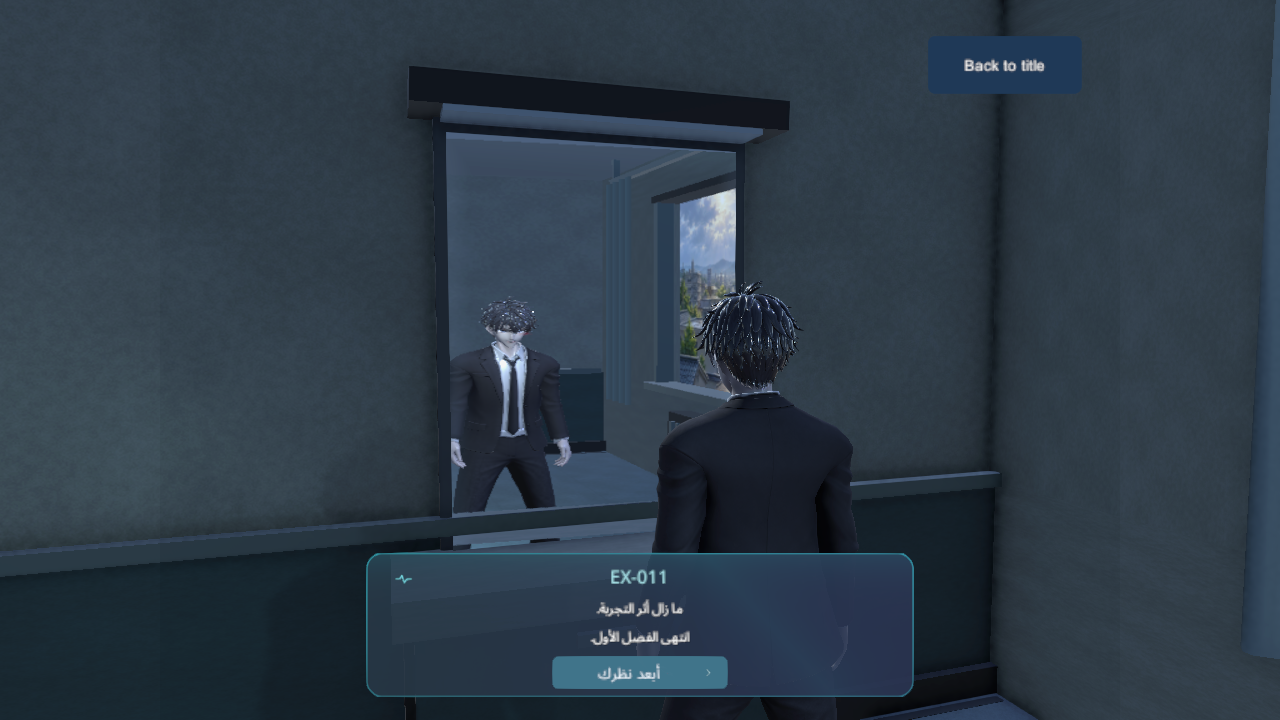 Back to title
EX-011
ما زال أثر التجربة.
انتهى الفصل الأول.
أبعد نظرك